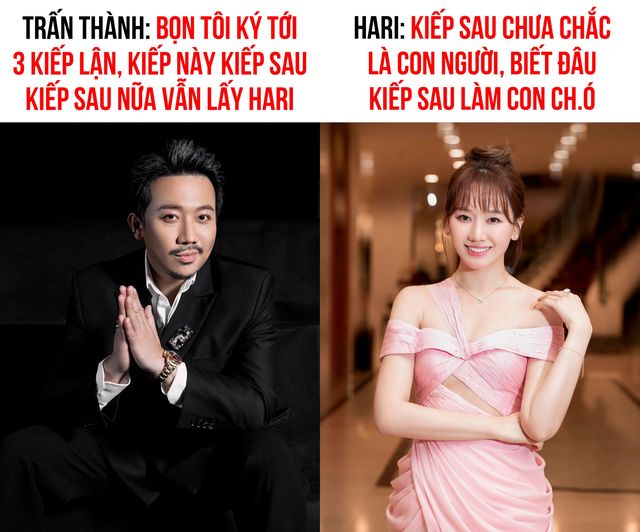 TRẤN THÀNH: BỌN TÔI KÝ TỚI
3 KIẾP LẬN, KIẾP NÀY KIẾP SAU
KIẾP SAU NỮA VẪN LẤY HARI
HARI: KIẾP SAU CHƯA CHẮC
LÀ CON NGƯỜI, BIẾT ĐÂU
KIẾP SAU LÀM CON CH.Ó